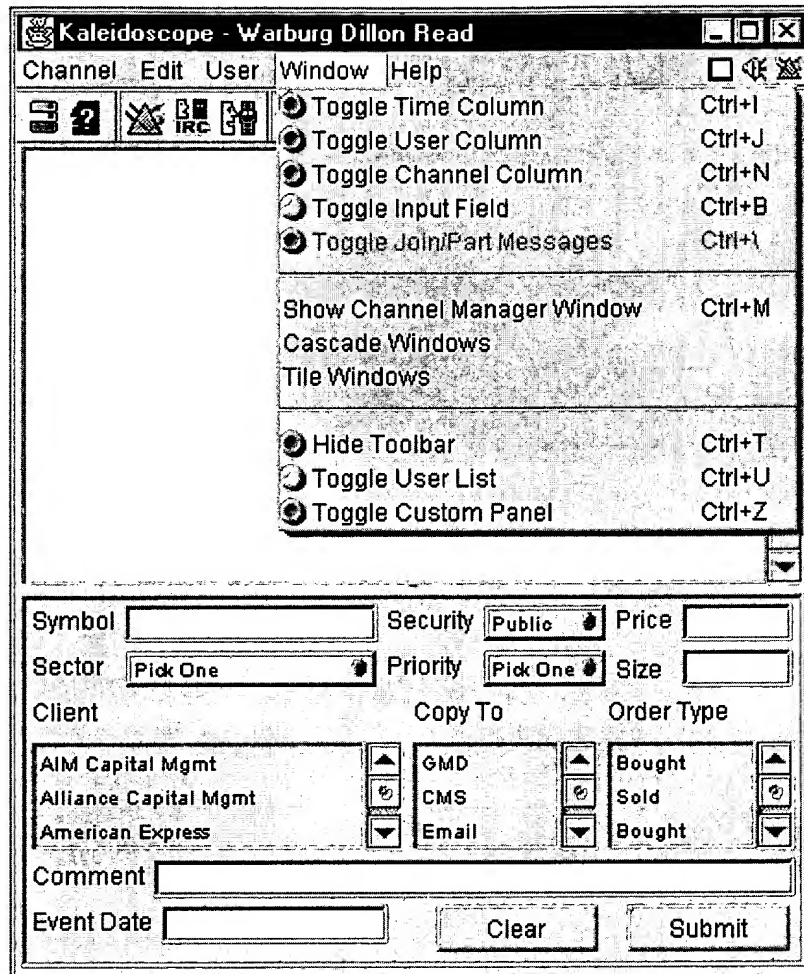 Kaleidoscope - Warburg Dillon Read
Channel Edit User Window Help
IRC
Toggle Time Column Ctrl+I
Toggle User Column Ctrl+J
Toggle Channel Column Ctrl+N
Toggle Input Field Ctrl+B
Toggle Join/Part Messages Ctrl+\
Show Channel Manager Window Ctrl+M
Cascade Windows
Tile Windows
Hide Toolbar Ctrl+T
Toggle User List Ctrl+U
Toggle Custom Panel Ctrl+Z
Symbol Security Public Price
Sector Pick One Priority Pick One Size
Client Copy To Order Type
AIM Capital Mgmt GMD Bought
Alliance Capital Mgmt CMS Sold
American Express Email Bought
Comment
Event Date Clear Submit